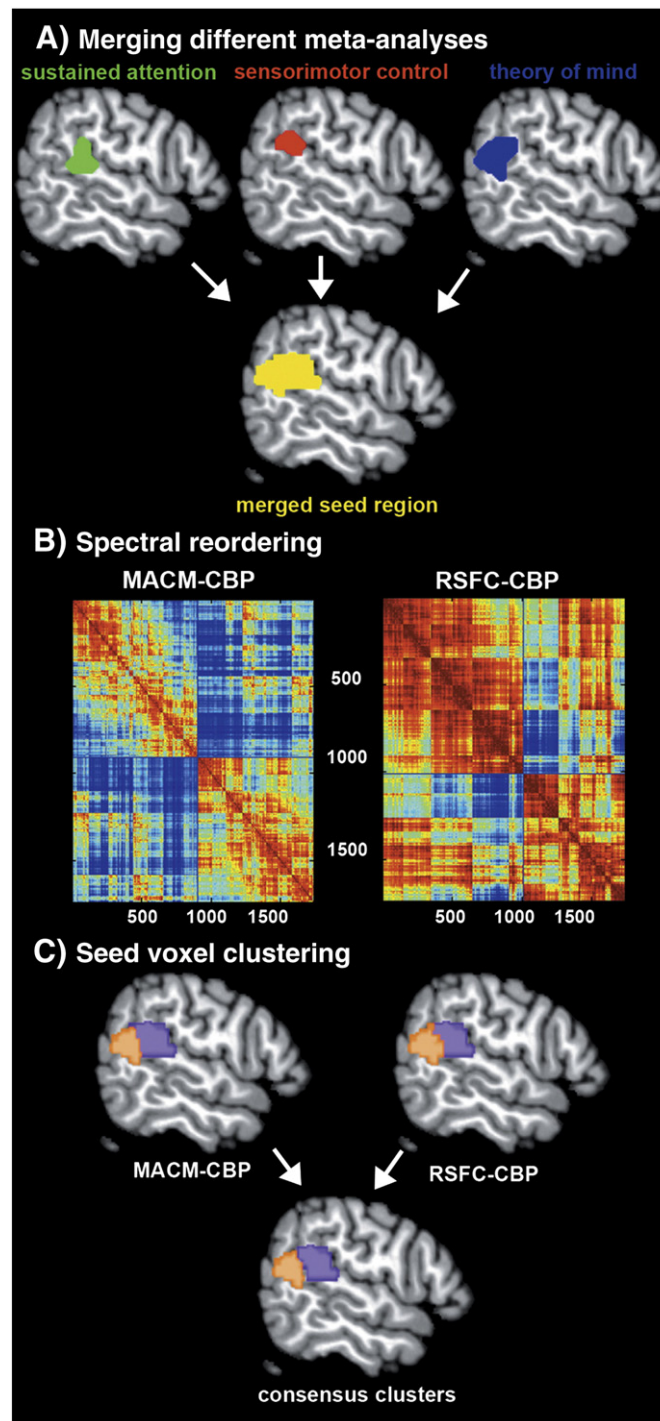 A) Merging different meta-analyses
sustained attention sensorimotor control theory of mind
merged seed region
B) Spectral reordering
MACM-CBP RSFC-CBP
500
1000
1500
500 1000 1500 500 1000 1500
C) Seed voxel clustering
MACM-CBP RSFC-CBP
consensus clusters